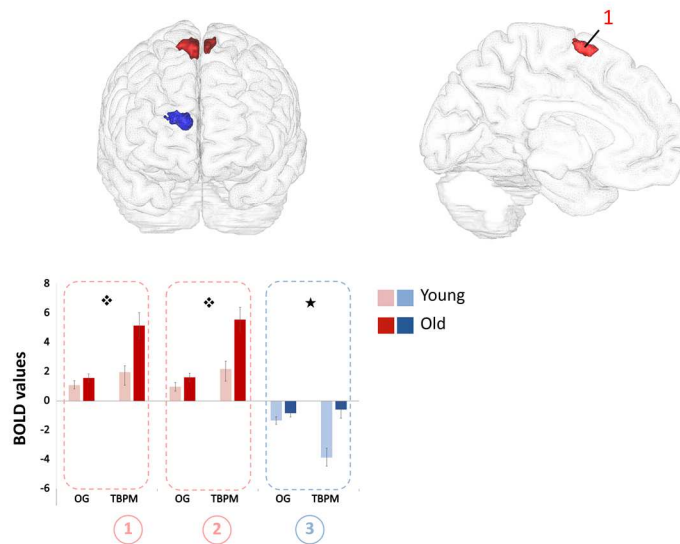 1
8
6
4
2
0
-2
-4
-6
BOLD values
❖
❖
★
Young
Old
OG TBPM OG TBPM OG TBPM
1 2 3